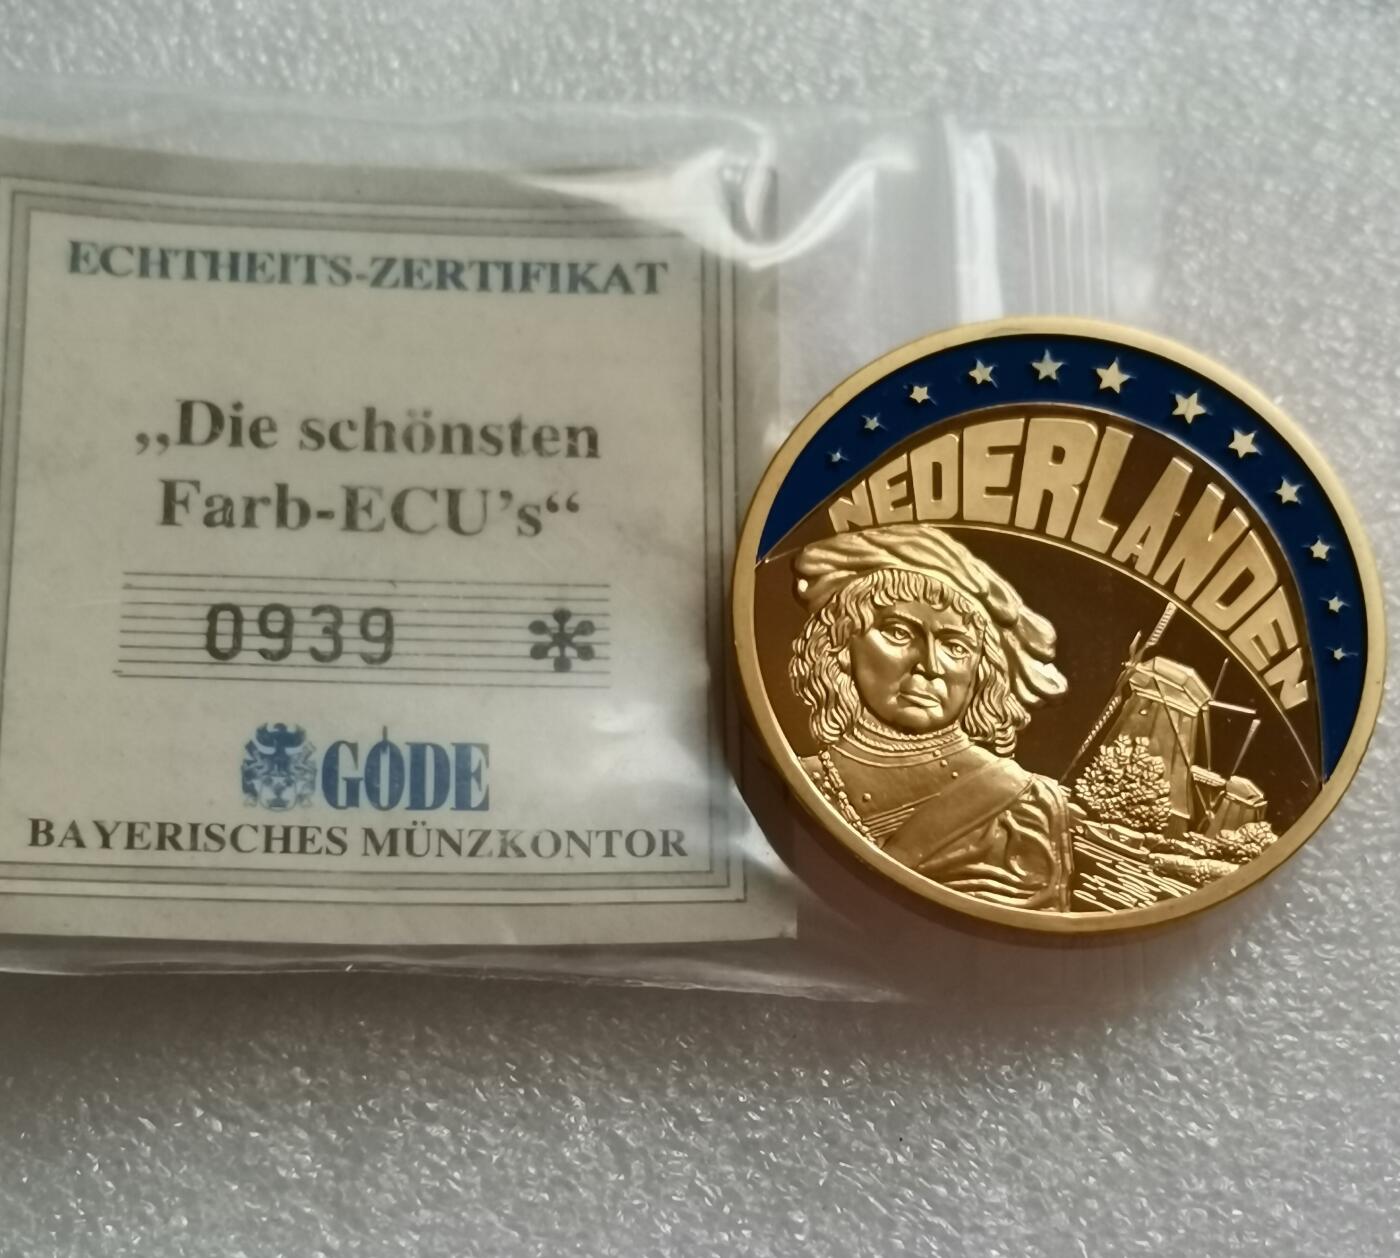 ECHTHEITS-ZERTIFIKAT
„Die schönsten
Farb-ECU’s“
0939
GÖDE
BAYERISCHES MÜNZKONTOR
NEDERLANDEN